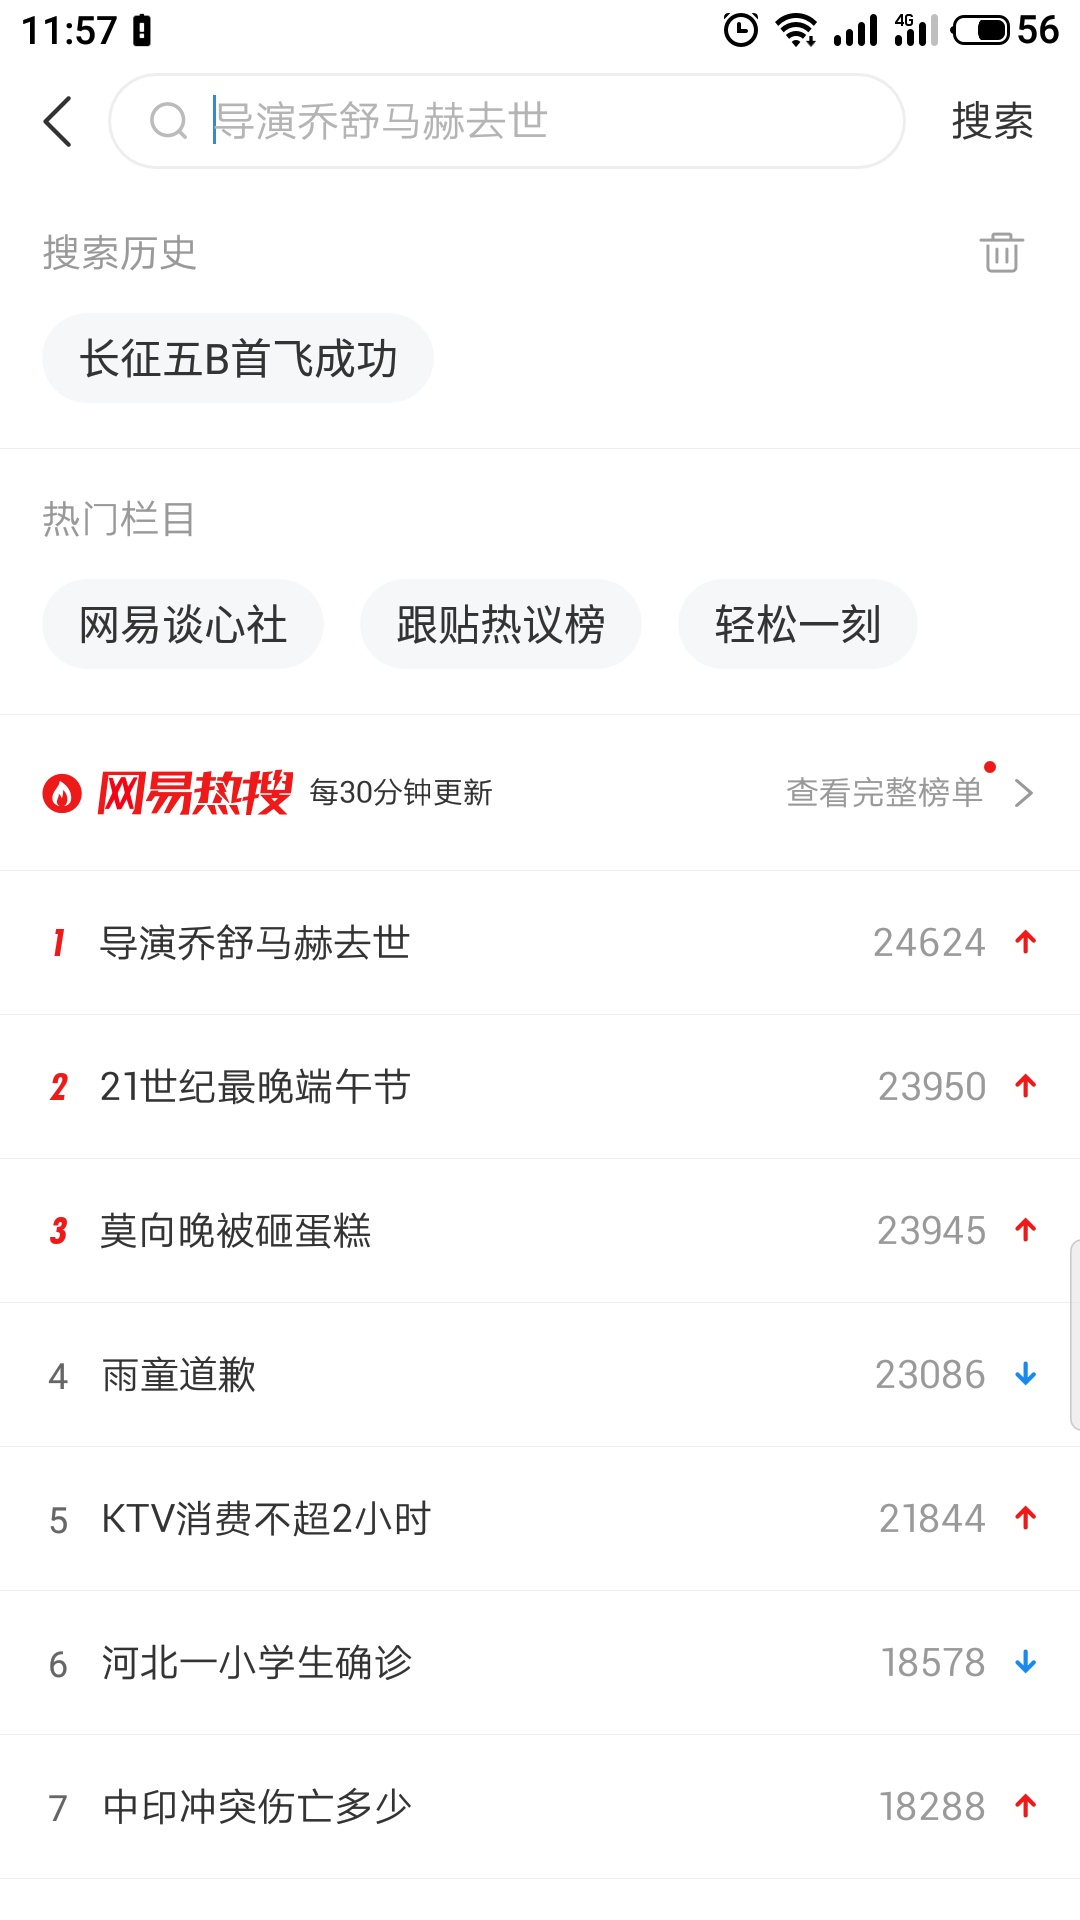 11:57 4G 56
导演乔舒马赫去世 搜索
搜索历史
长征五B首飞成功
热门栏目
网易谈心社 跟贴热议榜 轻松一刻
网易热搜 每30分钟更新 查看完整榜单
1 导演乔舒马赫去世 24624
2 21世纪最晚端午节 23950
3 莫向晚被砸蛋糕 23945
4 雨童道歉 23086
5 KTV消费不超2小时 21844
6 河北一小学生确诊 18578
7 中印冲突伤亡多少 18288